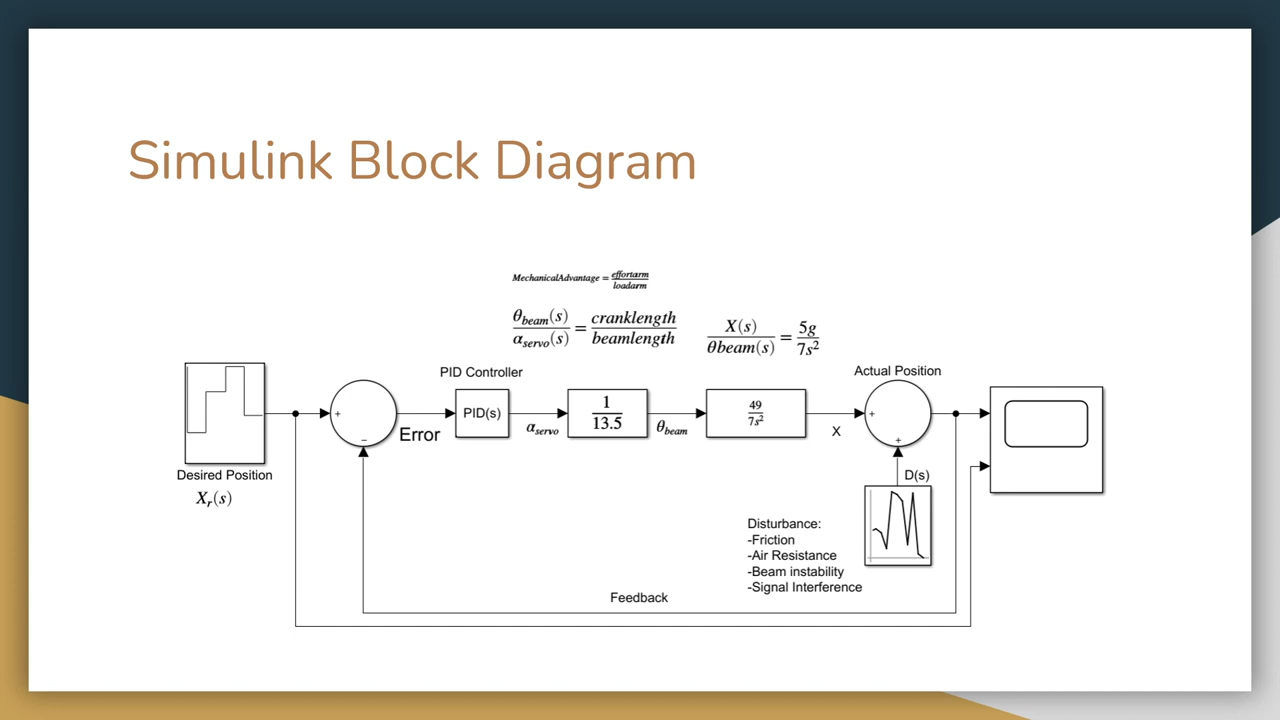 Simulink Block Diagram
MechanicalAdvantage = effortarm/loadarm
θbeam(s)/αservo(s) = cranklength/beamlength
X(s)/θbeam(s) = 5g/7s²
PID Controller
Actual Position
+
−
Error
PID(s)
αservo
1/13.5
θbeam
49/7s²
X
+
+
D(s)
Desired Position
Xr(s)
Disturbance:
-Friction
-Air Resistance
-Beam instability
-Signal Interference
Feedback